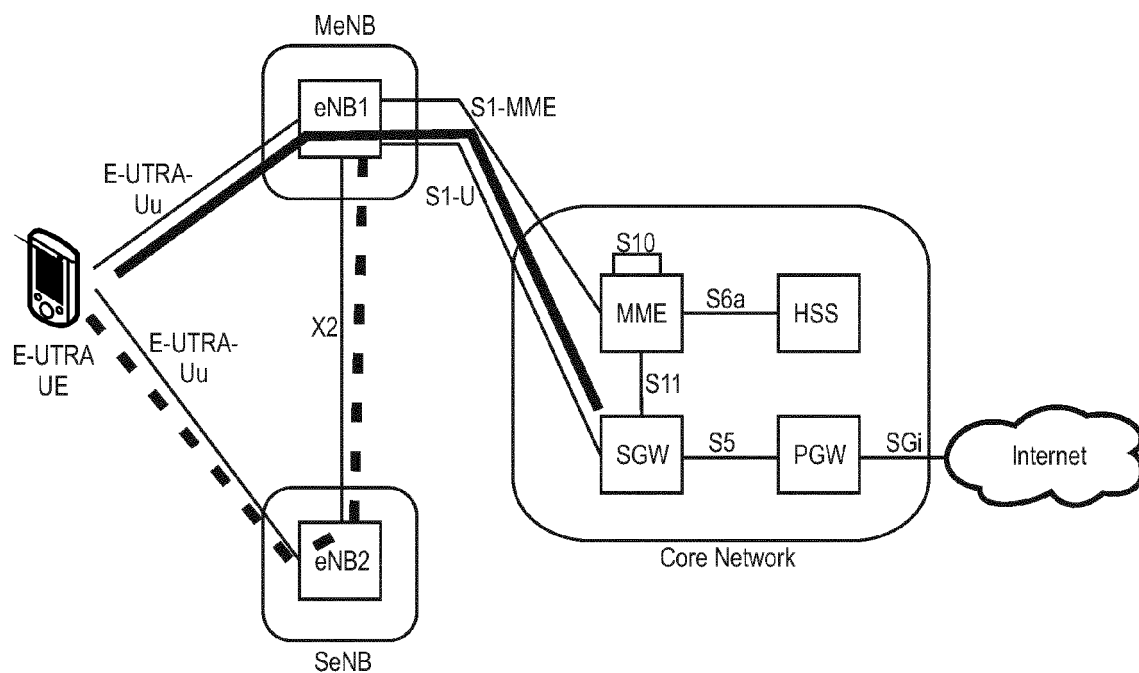 MeNB
eNB1
S1-MME
E-UTRA-
Uu
S1-U
S10
MME
S6a
HSS
X2
E-UTRA-
Uu
E-UTRA
UE
S11
SGW
S5
PGW
SGi
Internet
eNB2
Core Network
SeNB